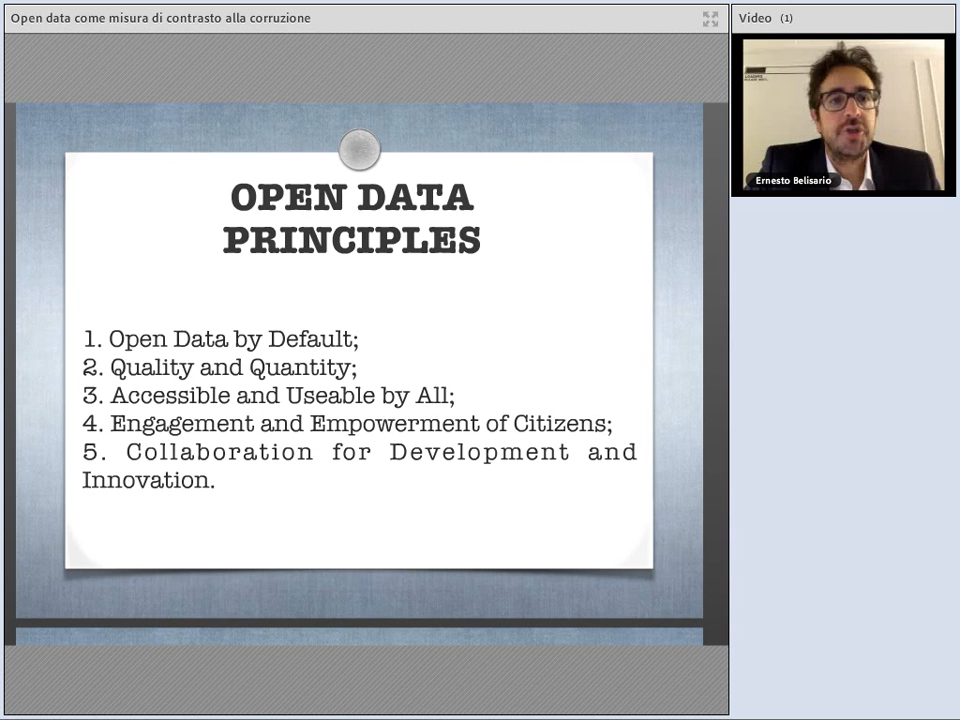 Open data come misura di contrasto alla corruzione
Video (1)
Ernesto Belisario
OPEN DATA
PRINCIPLES
1. Open Data by Default;
2. Quality and Quantity;
3. Accessible and Useable by All;
4. Engagement and Empowerment of Citizens;
5. Collaboration for Development and
Innovation.